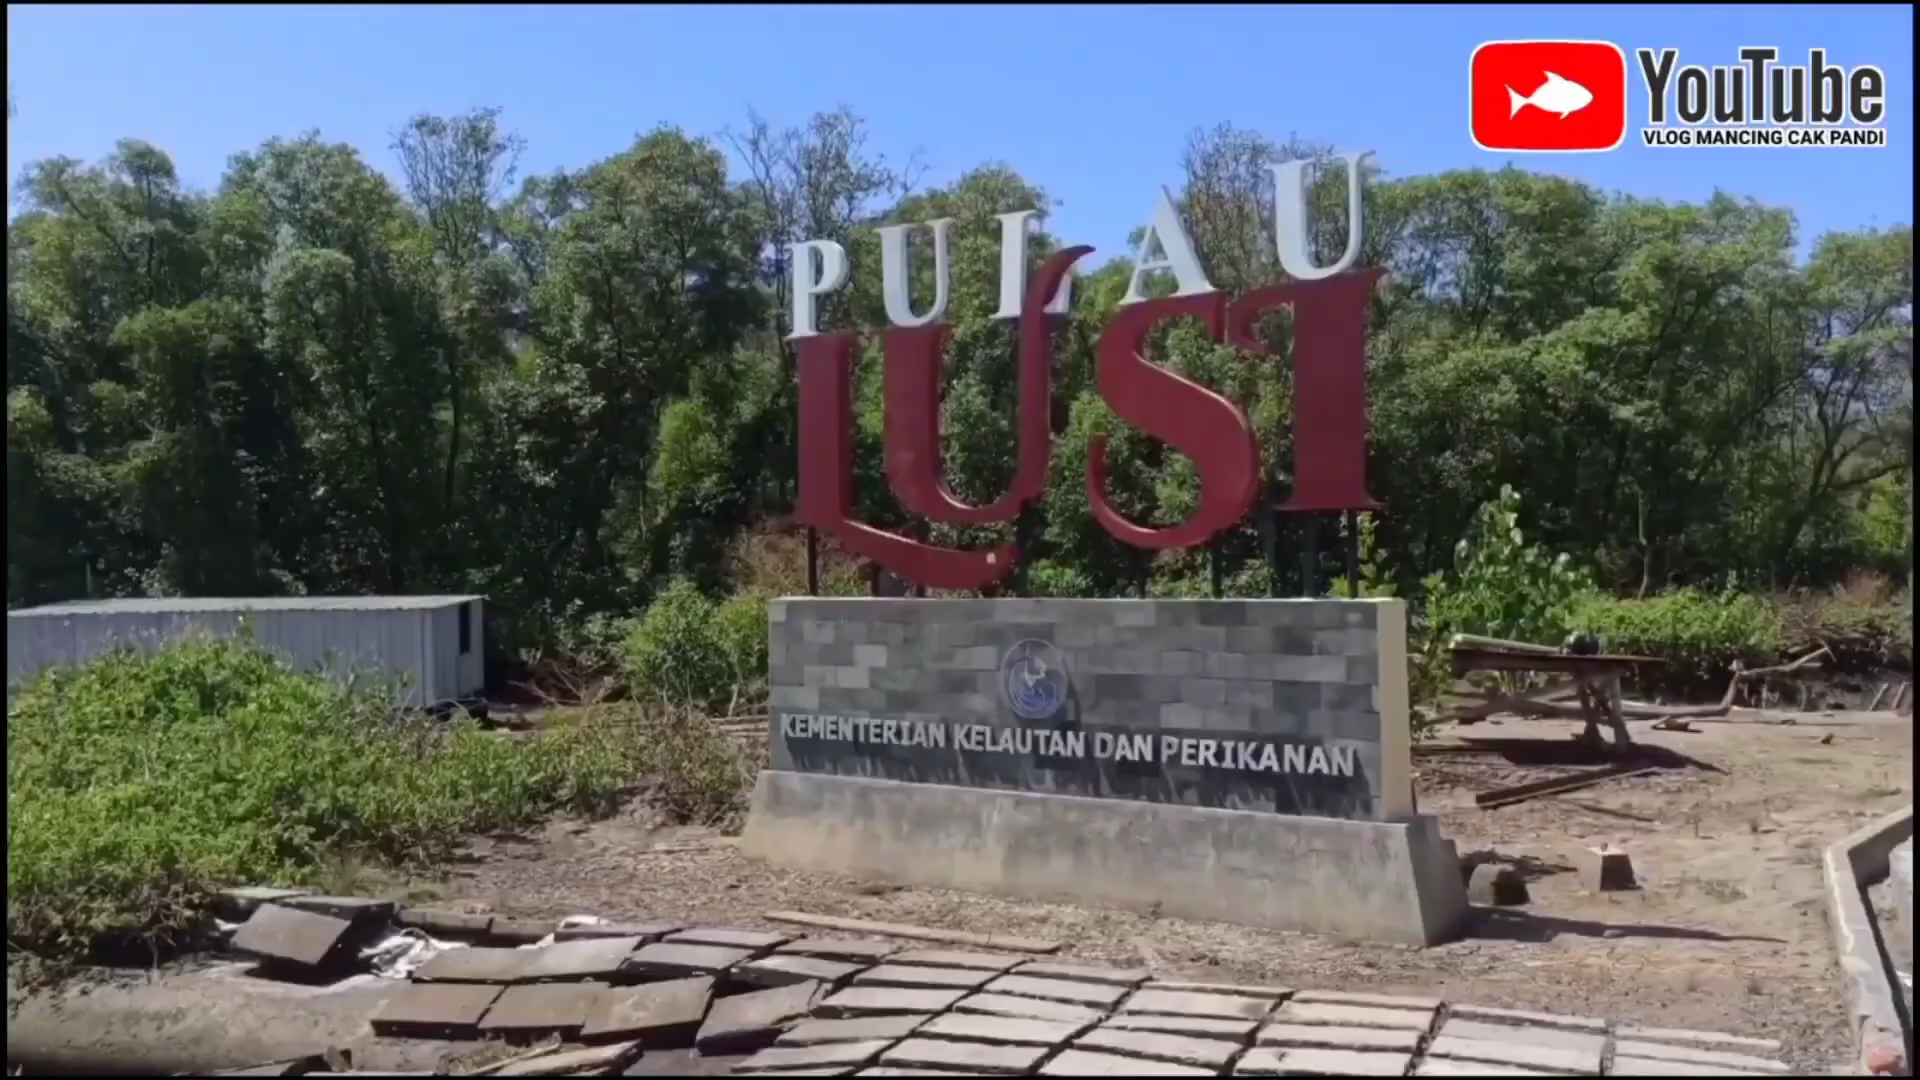 YouTube
VLOG MANCING CAK PANDI
PULAU
LUSI
KEMENTERIAN KELAUTAN DAN PERIKANAN